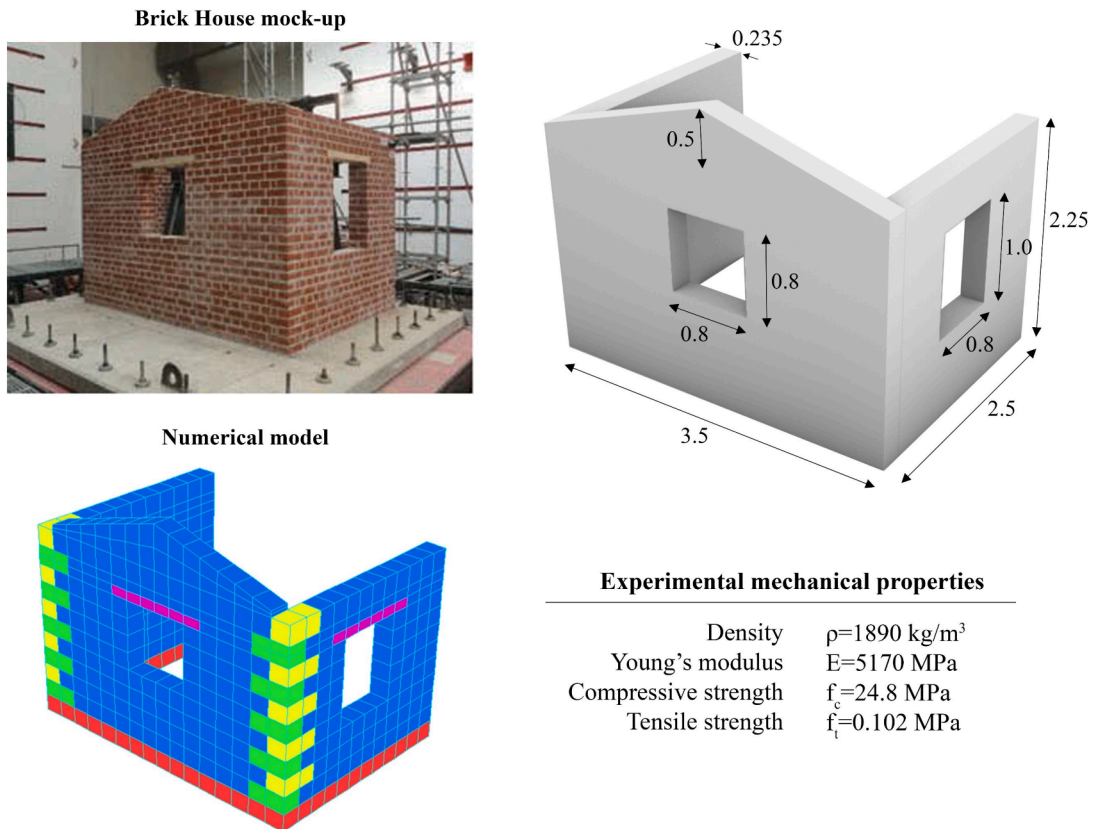 Brick House mock-up
0.235
0.5
2.25
1.0
0.8
0.8
0.8
2.5
3.5
Numerical model
Experimental mechanical properties
Density ρ=1890 kg/m³
Young's modulus E=5170 MPa
Compressive strength f_c=24.8 MPa
Tensile strength f_t=0.102 MPa